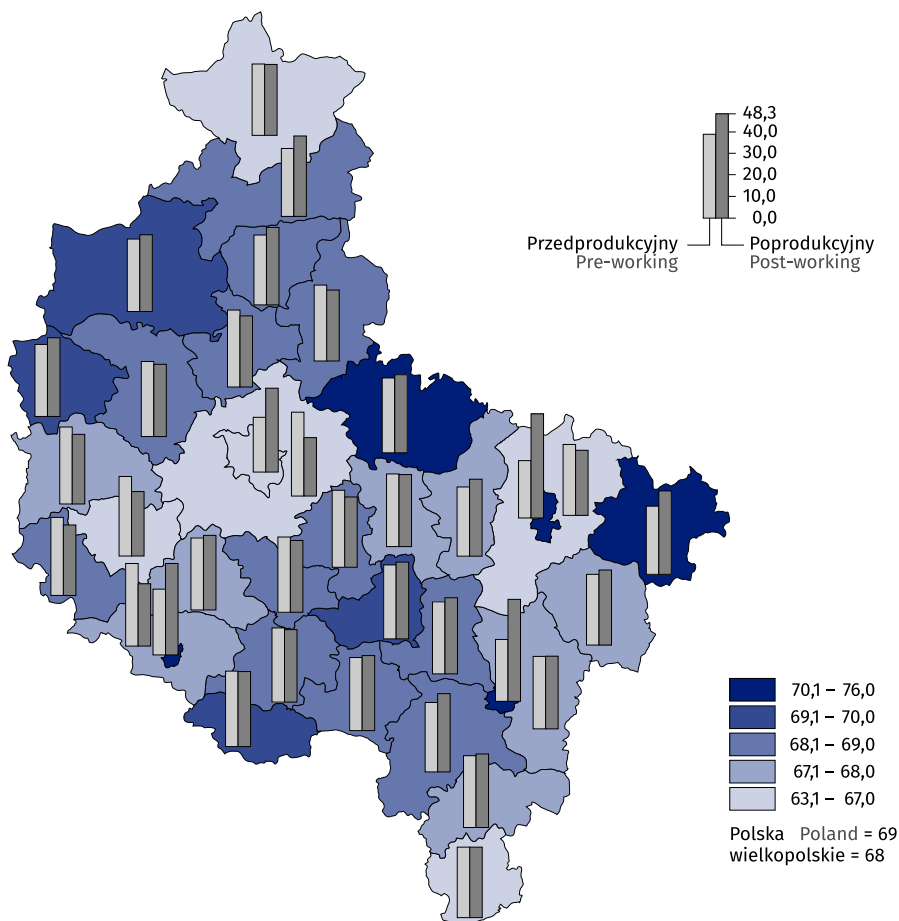 48,3
40,0
30,0
20,0
10,0
0,0
Przedprodukcyjny Poprodukcyjny
Pre-working Post-working
70,1 – 76,0
69,1 – 70,0
68,1 – 69,0
67,1 – 68,0
63,1 – 67,0
Polska Poland = 69
wielkopolskie = 68